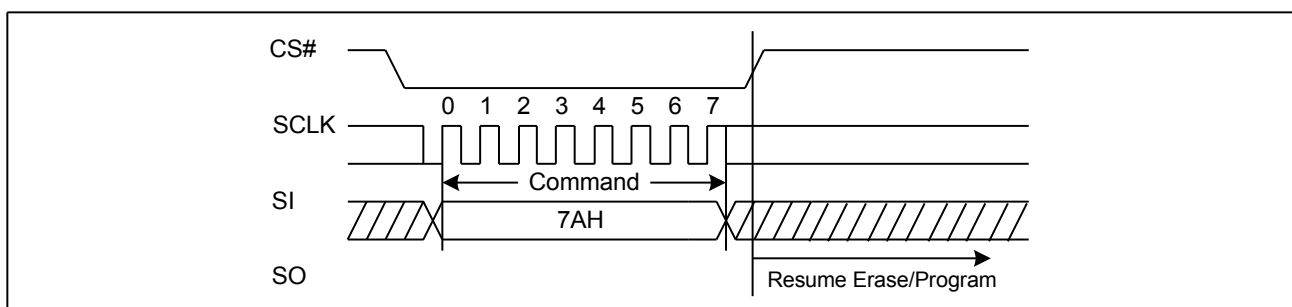 CS#
0 1 2 3 4 5 6 7
SCLK
Command
SI
7AH
SO
Resume Erase/Program